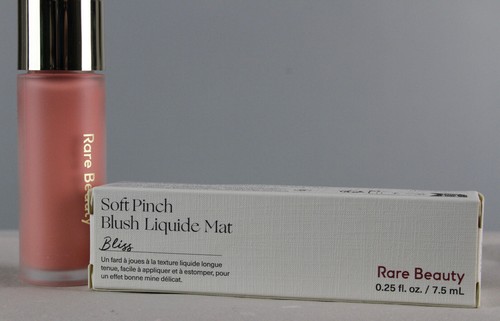 Rare Beauty
Soft Pinch
Blush Liquide Mat
Bliss
Un fard à joues à la texture liquide longue
tenue, facile à appliquer et à estomper, pour
un effet bonne mine délicat.
Rare Beauty
0.25 fl. oz. / 7.5 mL